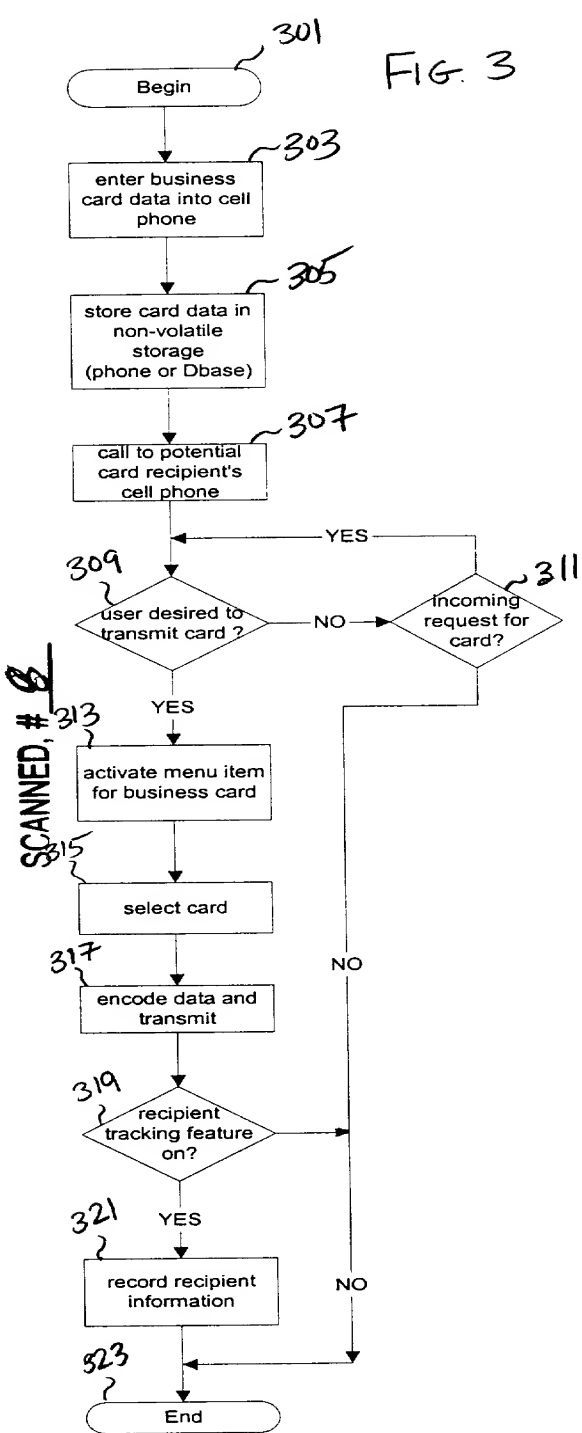 301
FIG. 3
Begin
303
enter business
card data into cell
phone
305
store card data in
non-volatile
storage
(phone or Dbase)
307
call to potential
card recipient's
cell phone
YES
309
311
user desired to
transmit card ?
NO
incoming
request for
card?
YES
SCANNED, # 8
313
activate menu item
for business card
315
select card
NO
317
encode data and
transmit
319
recipient
tracking feature
on?
YES
321
NO
record recipient
information
323
End